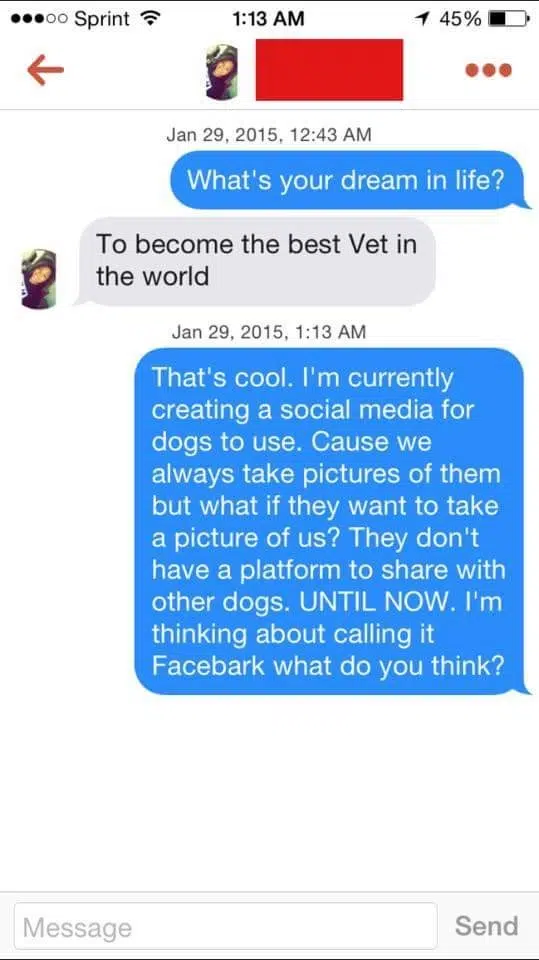 Sprint 1:13 AM 45%
Jan 29, 2015, 12:43 AM
What's your dream in life?
To become the best Vet in
the world
Jan 29, 2015, 1:13 AM
That's cool. I'm currently
creating a social media for
dogs to use. Cause we
always take pictures of them
but what if they want to take
a picture of us? They don't
have a platform to share with
other dogs. UNTIL NOW. I'm
thinking about calling it
Facebark what do you think?
Message Send